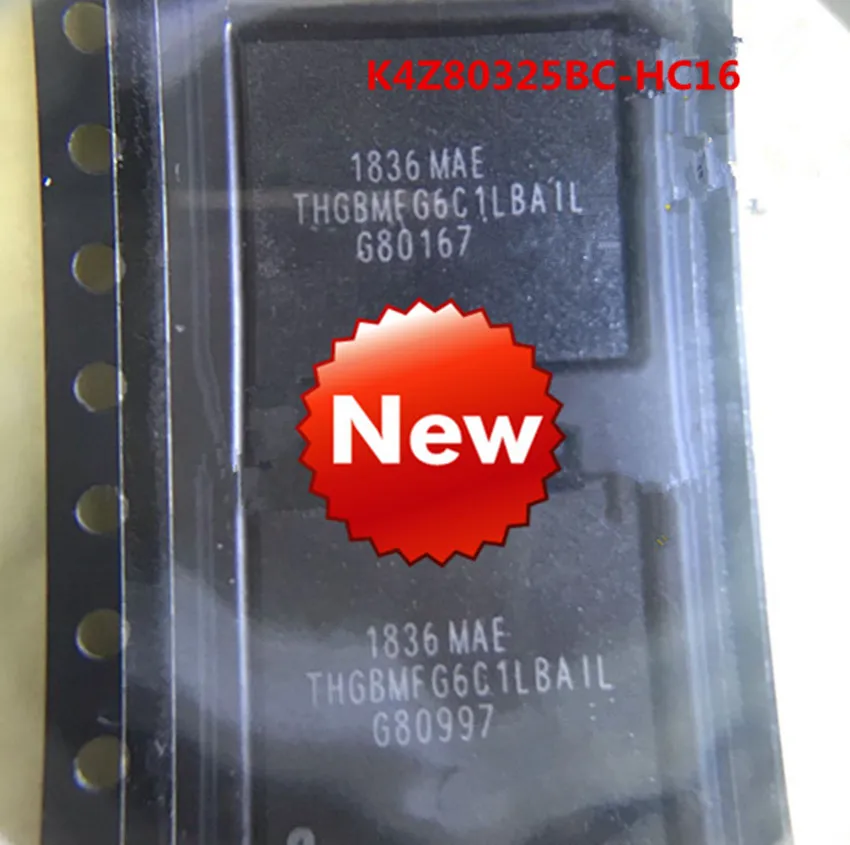 K4Z80325BC-HC16
1836 MAE
THGBMFG6C1LBAIL
G80167
New
1836 MAE
THGBMFG6C1LBAIL
G80997